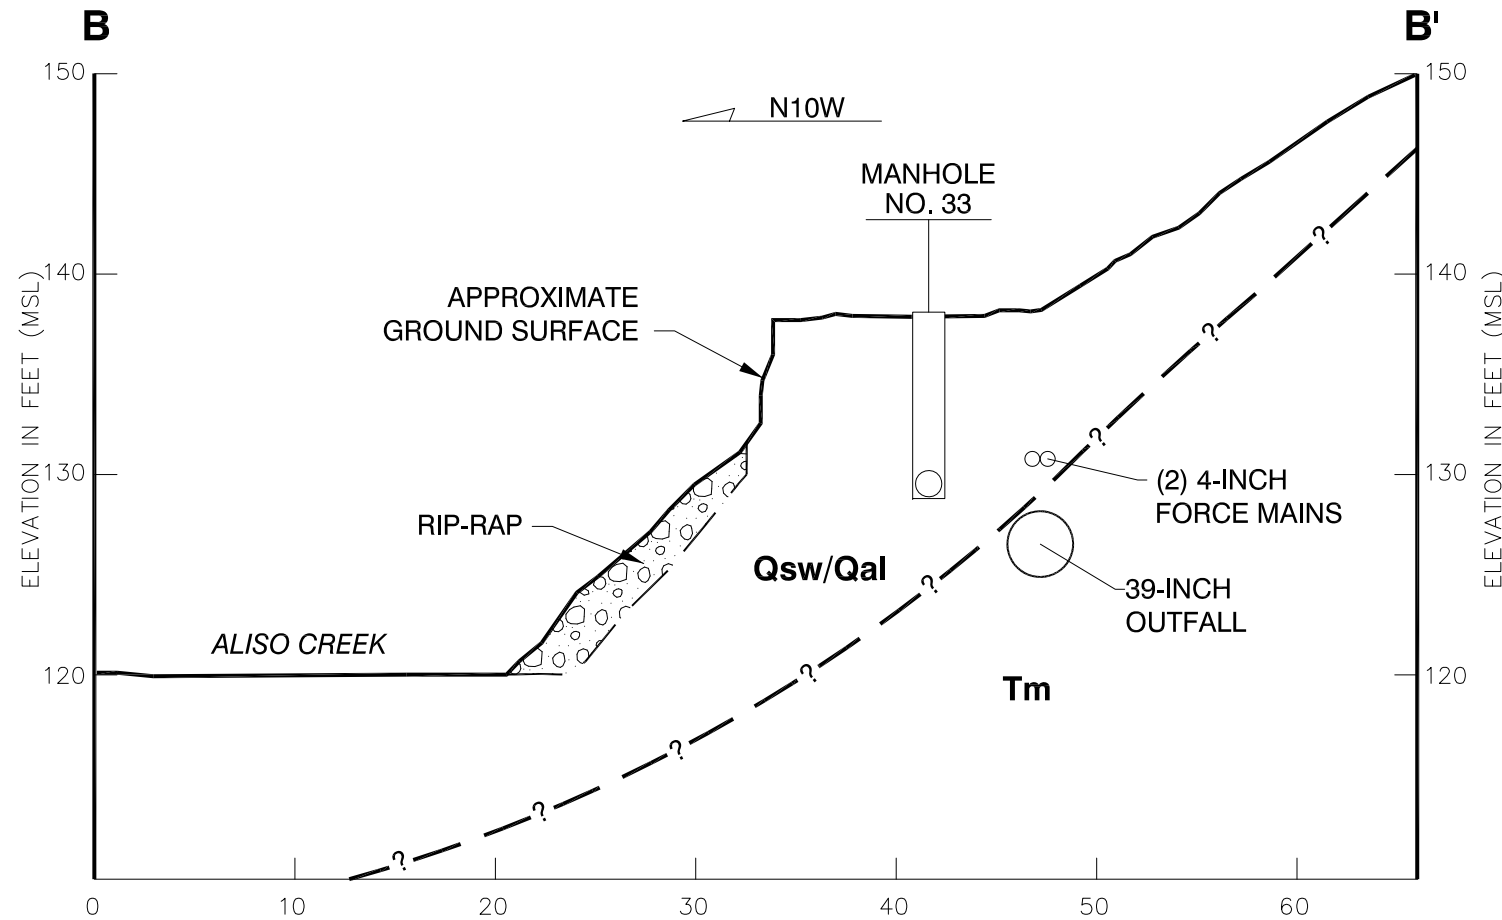 B
B'
150
150
N10W
MANHOLE
NO. 33
140
140
APPROXIMATE
GROUND SURFACE
ELEVATION IN FEET (MSL)
ELEVATION IN FEET (MSL)
?
?
?
130
130
(2) 4-INCH
FORCE MAINS
RIP-RAP
Qsw/Qal
?
39-INCH
OUTFALL
ALISO CREEK
120
120
?
Tm
?
?
?
0
10
20
30
40
50
60